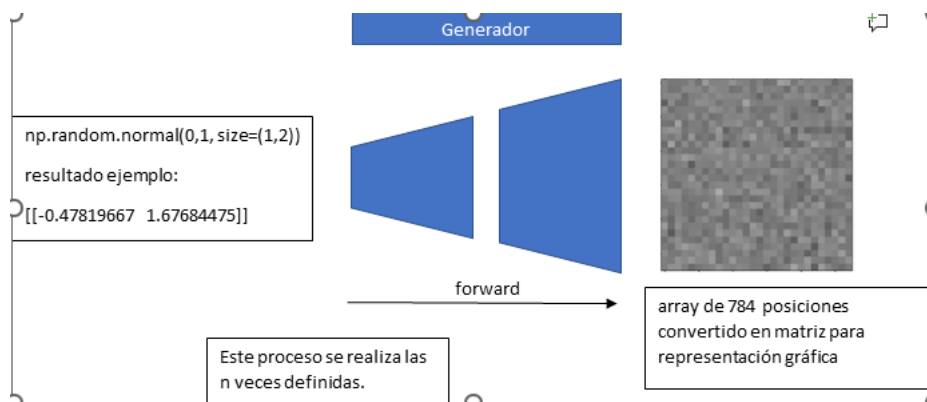 Generador
np.random.normal(0,1, size=(1,2))
resultado ejemplo:
[[-0.47819667 1.67684475]]
forward
array de 784 posiciones
convertido en matriz para
representación gráfica
Este proceso se realiza las
n veces definidas.